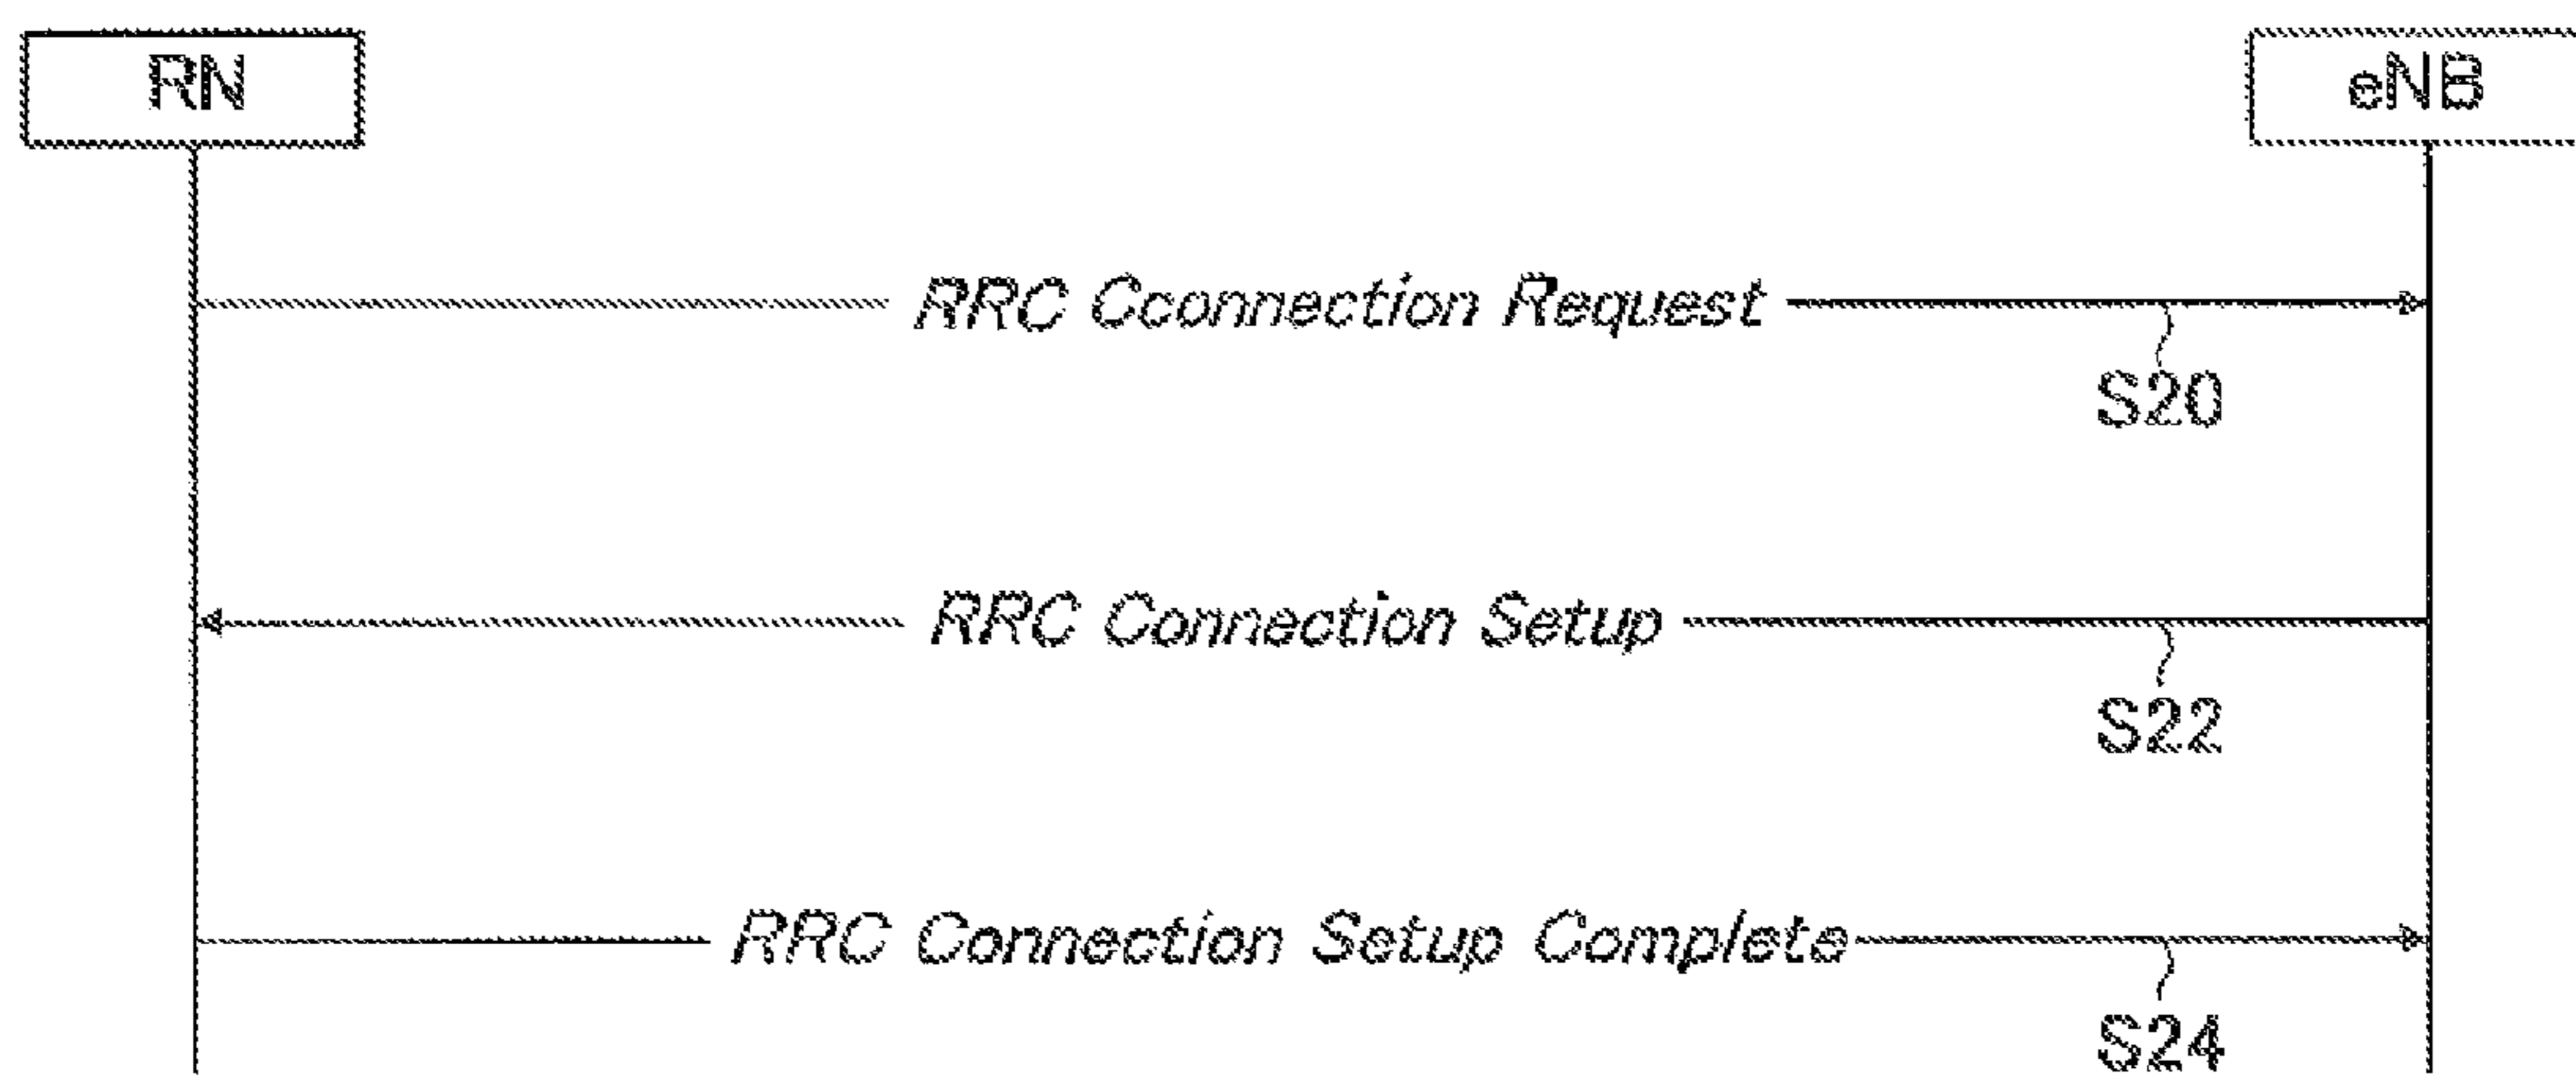 RN
eNB
RRC Cconnection Request
S20
RRC Connection Setup
S22
RRC Connection Setup Complete
S24